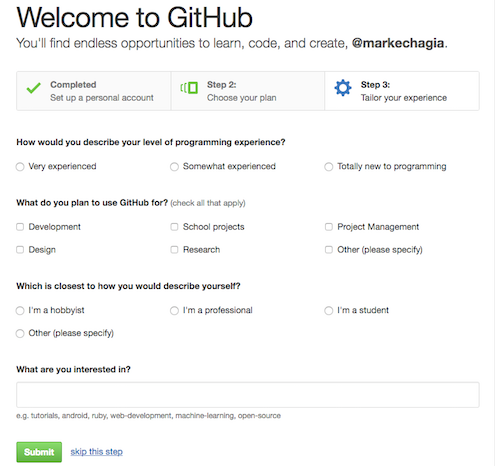 Welcome to GitHub
You'll find endless opportunities to learn, code, and create, @markechagia.
Completed
Set up a personal account
Step 2:
Choose your plan
Step 3:
Tailor your experience
How would you describe your level of programming experience?
Very experienced
Somewhat experienced
Totally new to programming
What do you plan to use GitHub for? (check all that apply)
Development
School projects
Project Management
Design
Research
Other (please specify)
Which is closest to how you would describe yourself?
I'm a hobbyist
I'm a professional
I'm a student
Other (please specify)
What are you interested in?
e.g. tutorials, android, ruby, web-development, machine-learning, open-source
Submit
skip this step